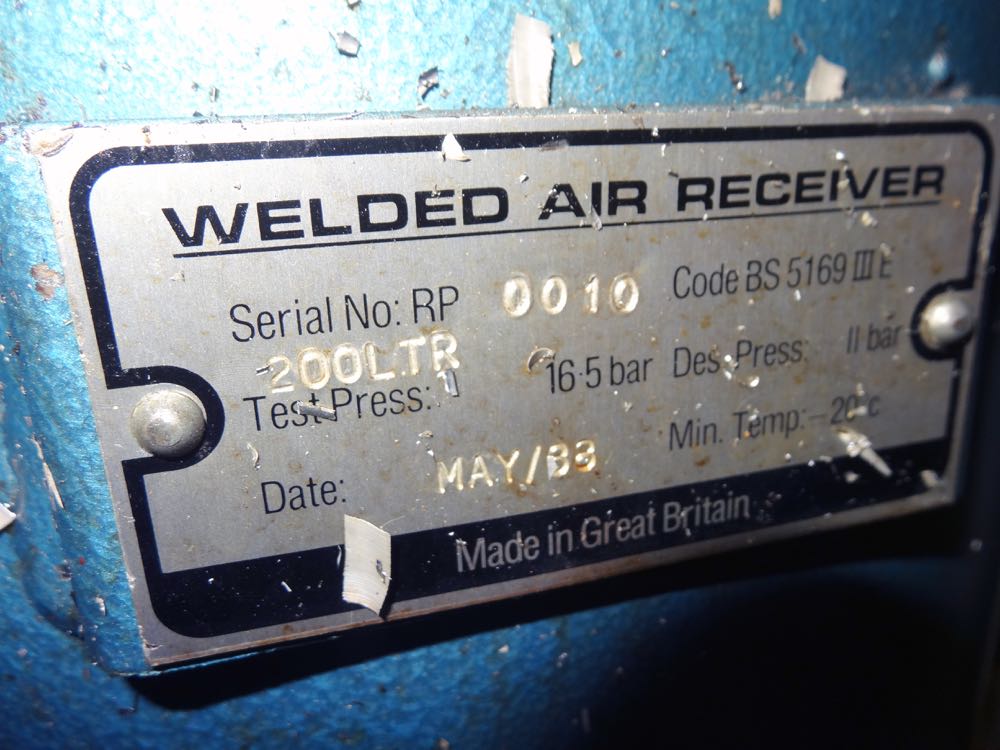 WELDED AIR RECEIVER
Serial No: RP 0010 Code BS 5169 III E
200LTR
Test Press: 16·5 bar Des. Press: 11 bar
Min. Temp: -20°c
Date: MAY/
Made in Great Britain